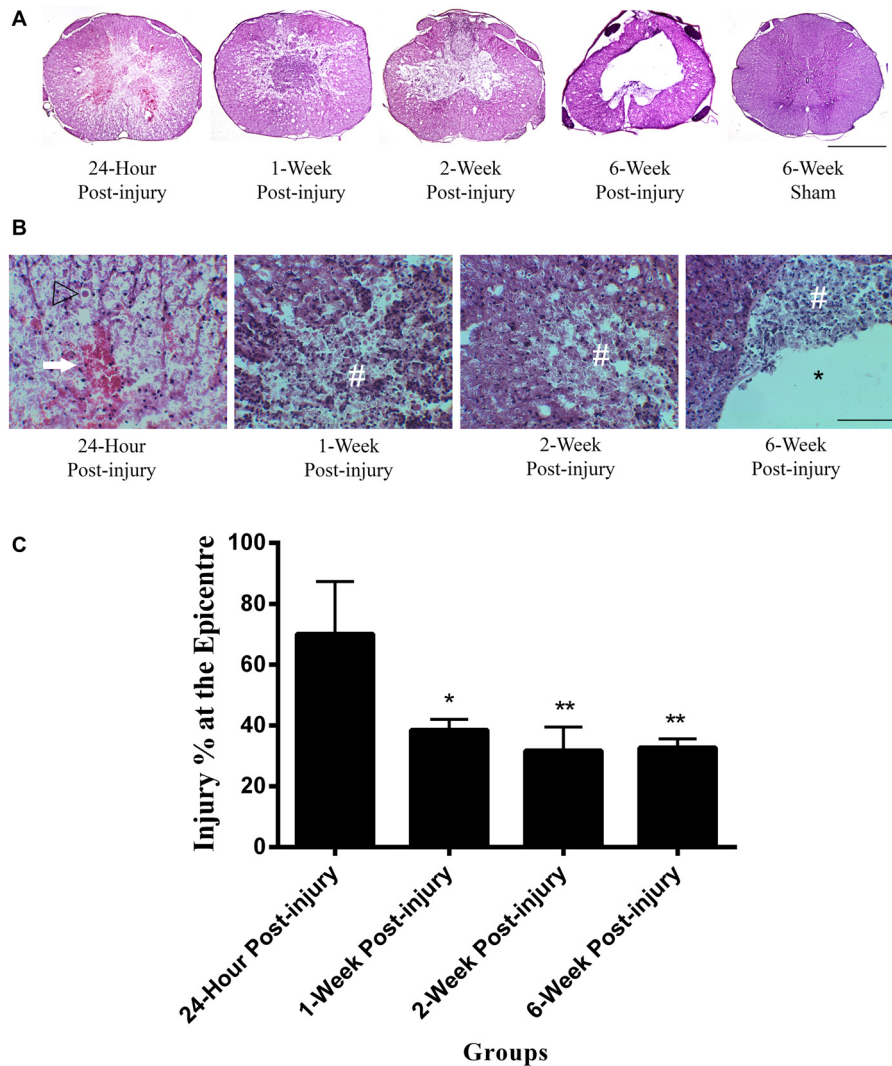 A
24-Hour
Post-injury
1-Week
Post-injury
2-Week
Post-injury
6-Week
Post-injury
6-Week
Sham
B
#
#
#
*
24-Hour
Post-injury
1-Week
Post-injury
2-Week
Post-injury
6-Week
Post-injury
C
Injury % at the Epicentre
100
80
60
40
20
0
*
**
**
24-Hour Post-injury
1-Week Post-injury
2-Week Post-injury
6-Week Post-injury
Groups